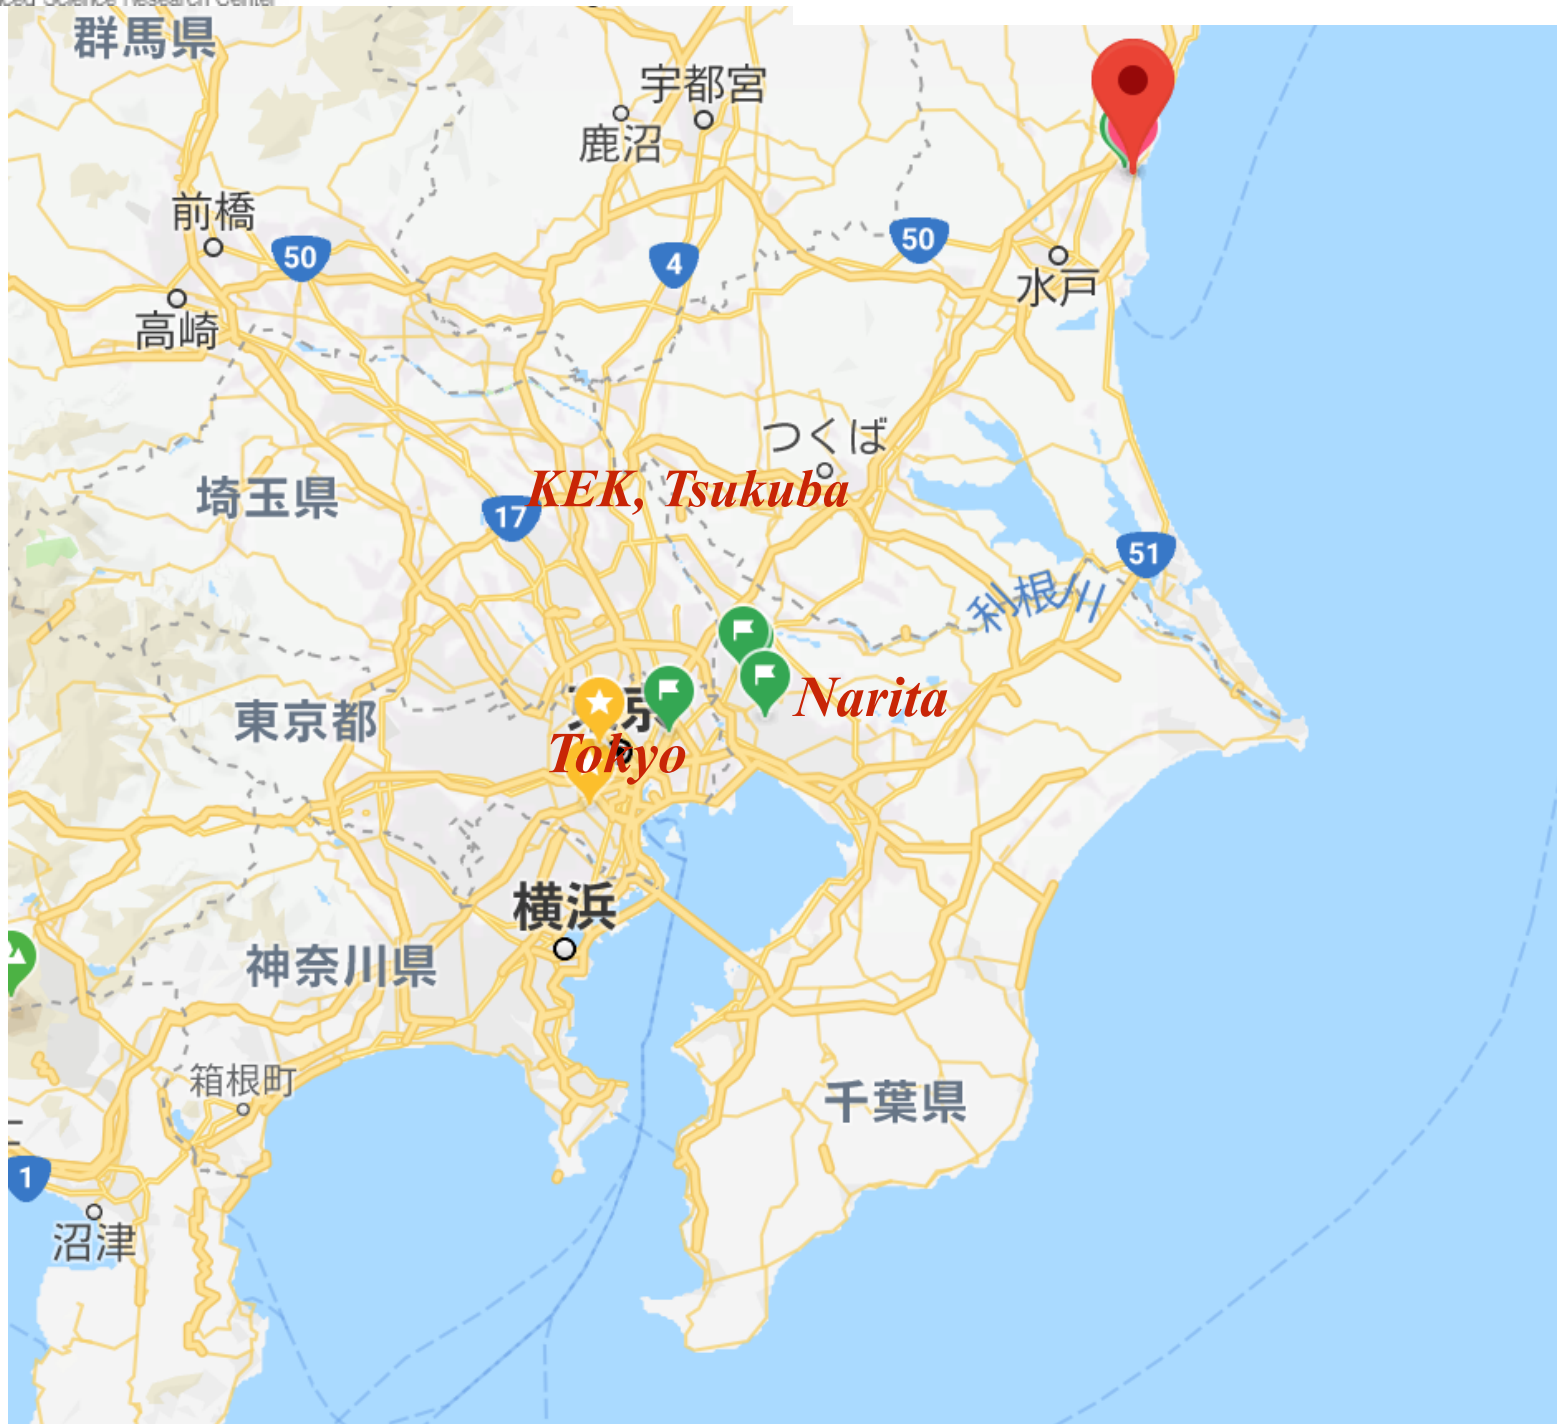 群馬県
宇都宮
鹿沼
前橋
50
4
50
水戸
高崎
つくば
埼玉県
17
KEK, Tsukuba
51
利根川
東京都
Narita
Tokyo
横浜
神奈川県
箱根町
千葉県
1
沼津